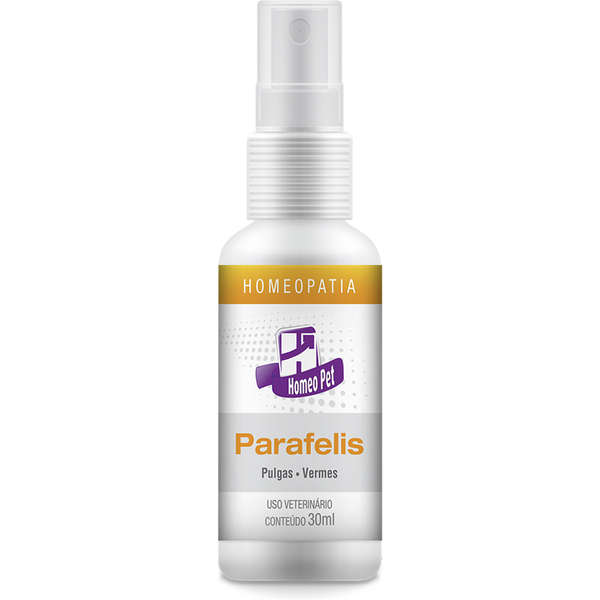 HOMEOPATIA
H
Homeo Pet
Parafelis
Pulgas • Vermes
USO VETERINÁRIO
CONTEÚDO 30ml